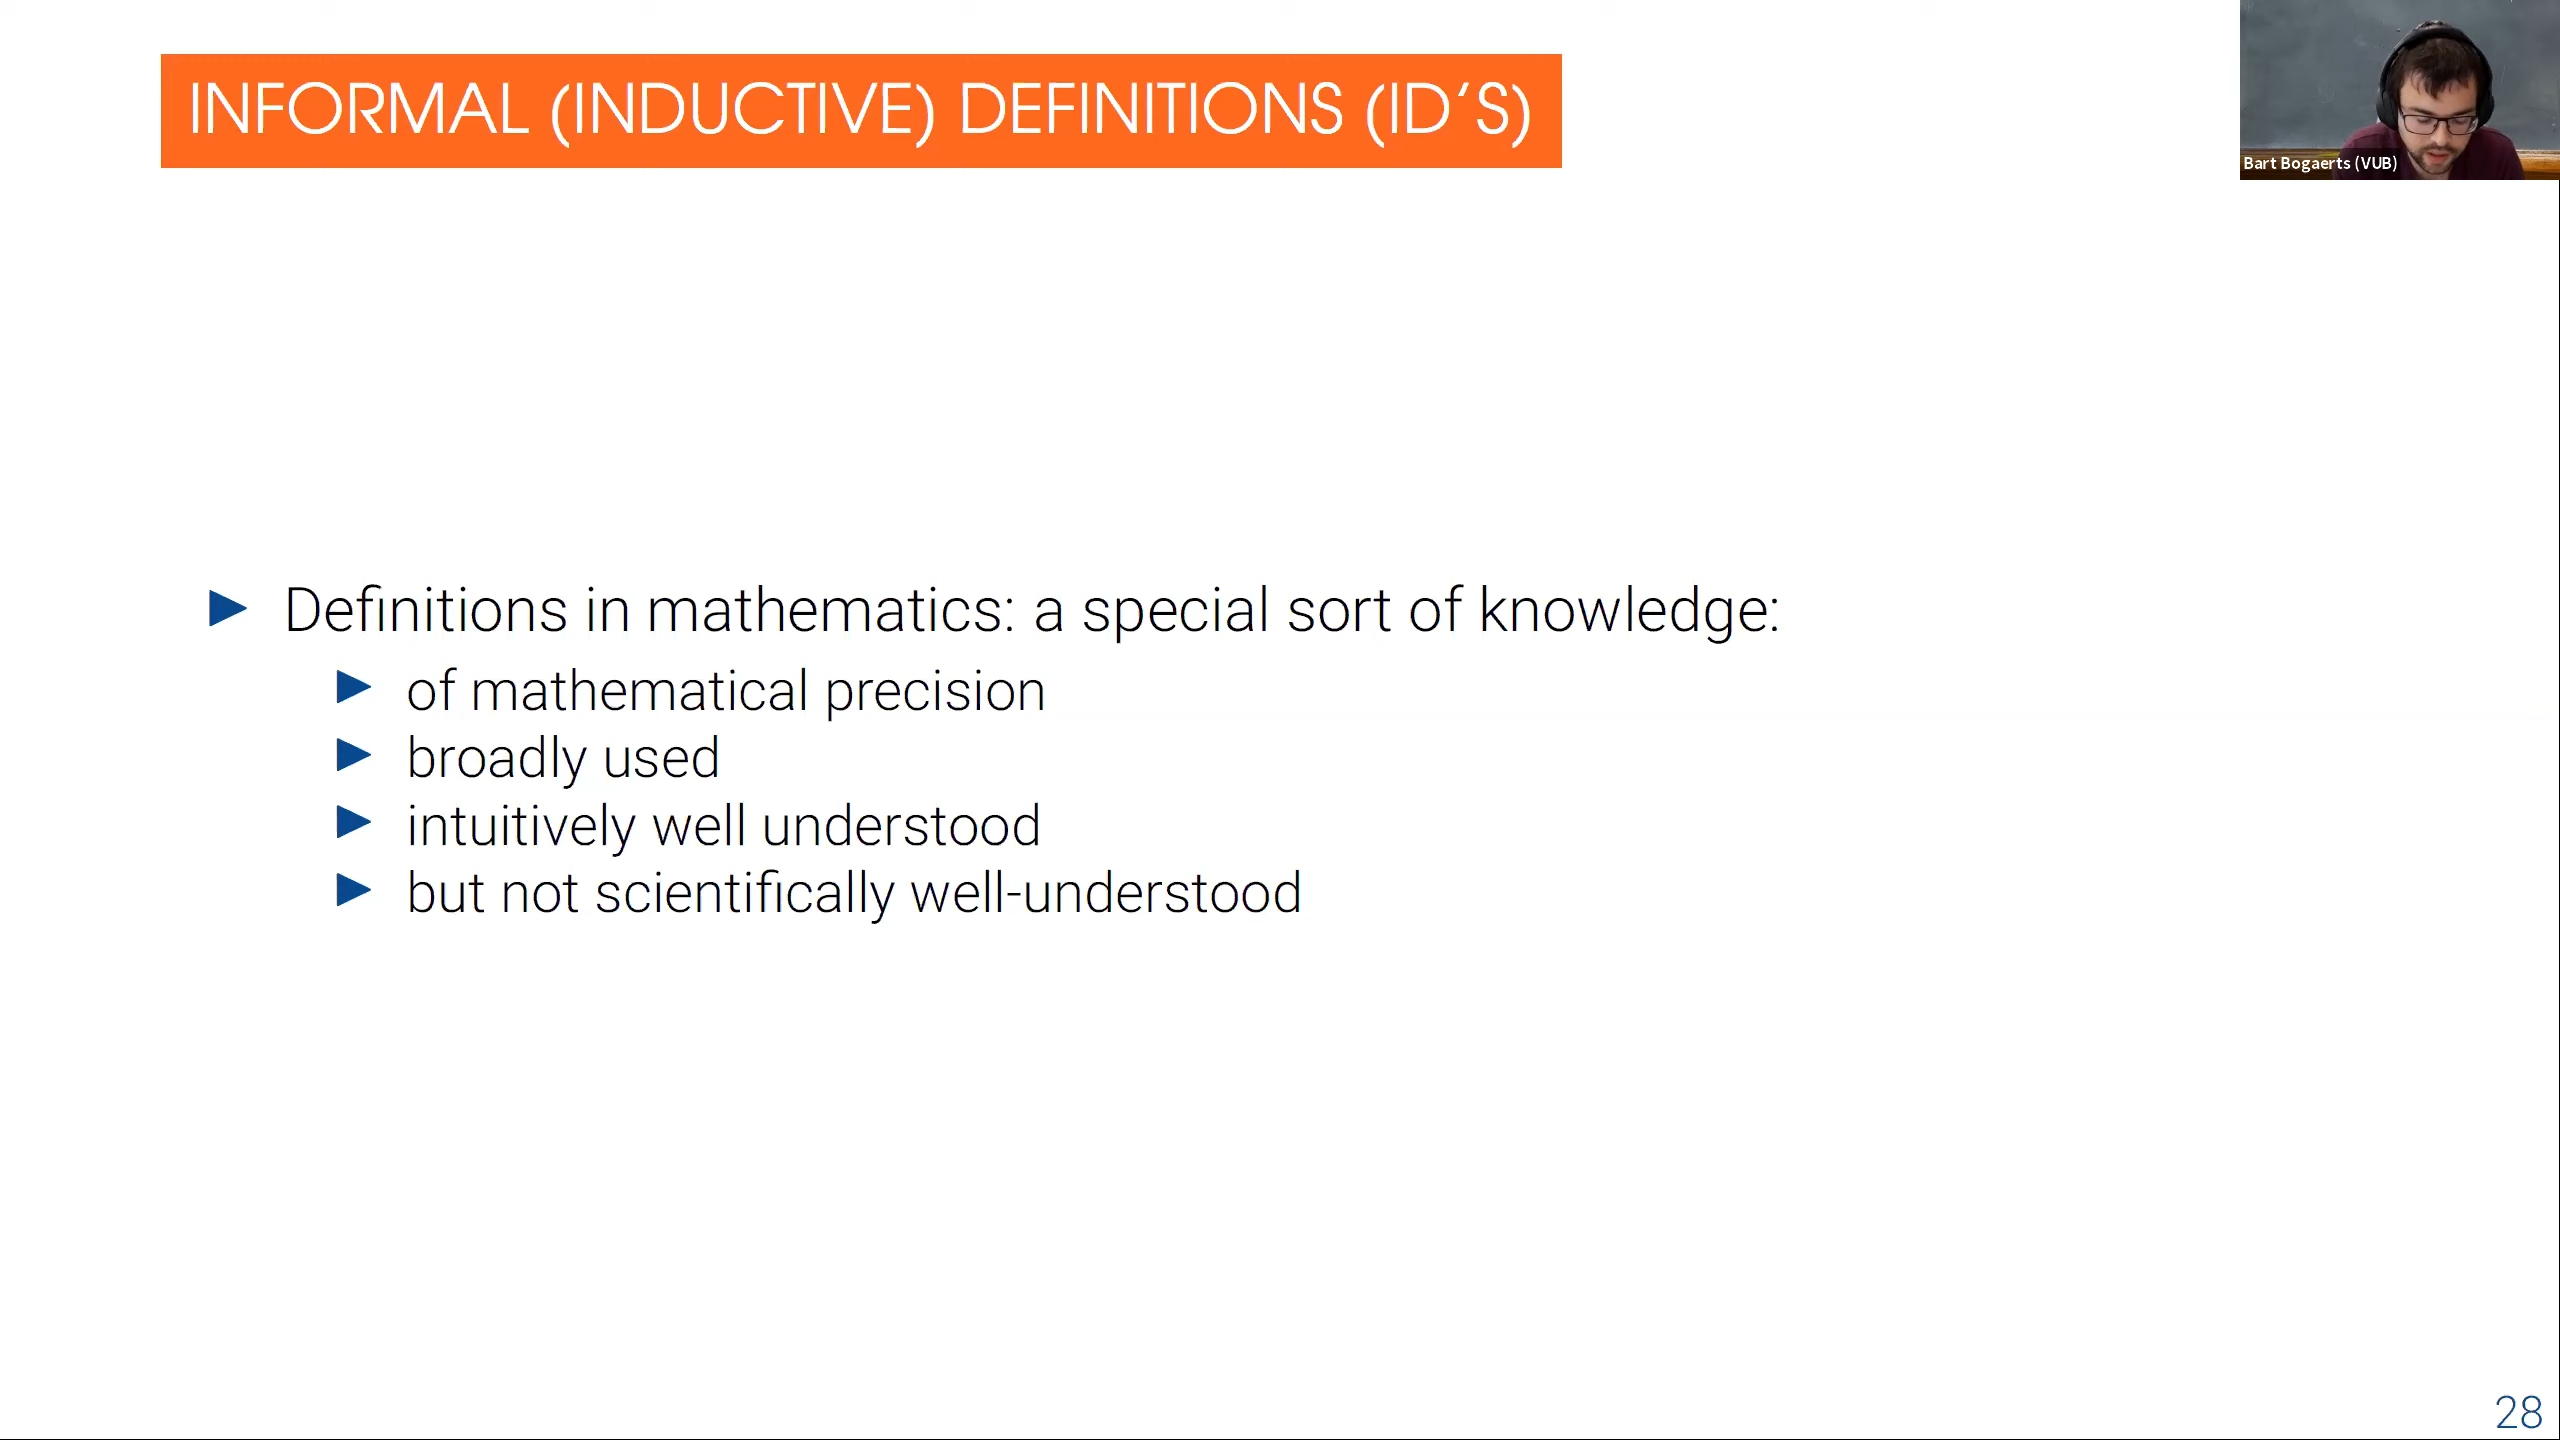 INFORMAL (INDUCTIVE) DEFINITIONS (ID´S)
Bart Bogaerts (VUB)
Definitions in mathematics: a special sort of knowledge:
of mathematical precision
broadly used
intuitively well understood
but not scientifically well-understood
28